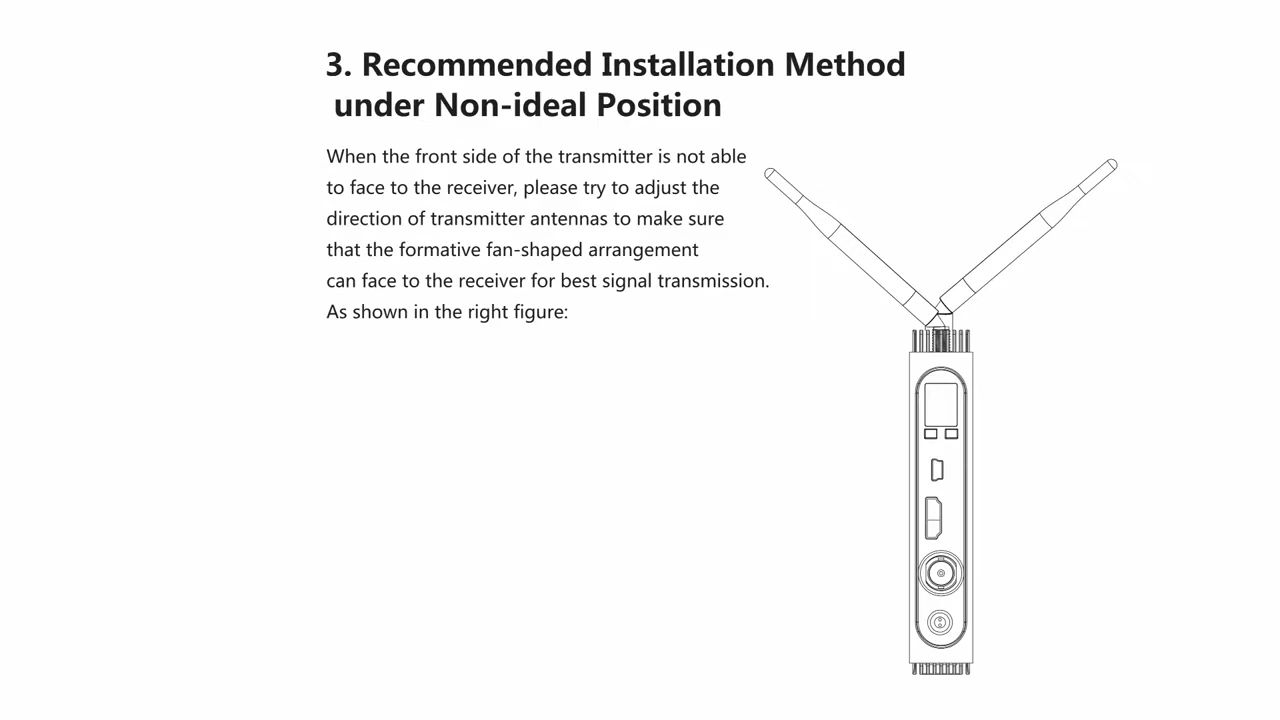 3. Recommended Installation Method
under Non-ideal Position
When the front side of the transmitter is not able
to face to the receiver, please try to adjust the
direction of transmitter antennas to make sure
that the formative fan-shaped arrangement
can face to the receiver for best signal transmission.
As shown in the right figure: